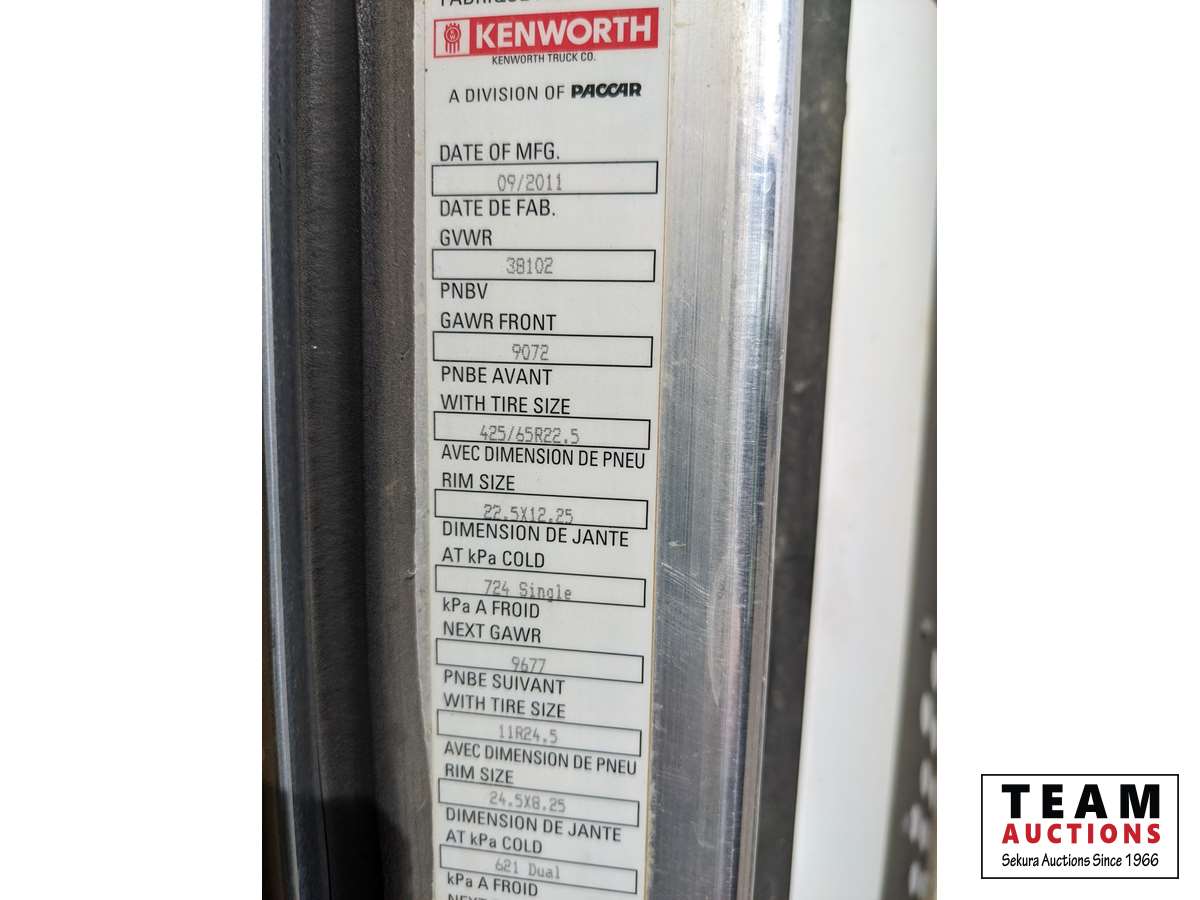 KENWORTH
KENWORTH TRUCK CO.
A DIVISION OF PACCAR
DATE OF MFG.
09/2011
DATE DE FAB.
GVWR
38102
PNBV
GAWR FRONT
9072
PNBE AVANT
WITH TIRE SIZE
425/65R22.5
AVEC DIMENSION DE PNEU
RIM SIZE
22.5X12.25
DIMENSION DE JANTE
AT kPa COLD
724 Single
kPa A FROID
NEXT GAWR
9677
PNBE SUIVANT
WITH TIRE SIZE
11R24.5
AVEC DIMENSION DE PNEU
RIM SIZE
24.5X8.25
DIMENSION DE JANTE
AT kPa COLD
621 Dual
kPa A FROID
TEAM
AUCTIONS
Sekura Auctions Since 1966